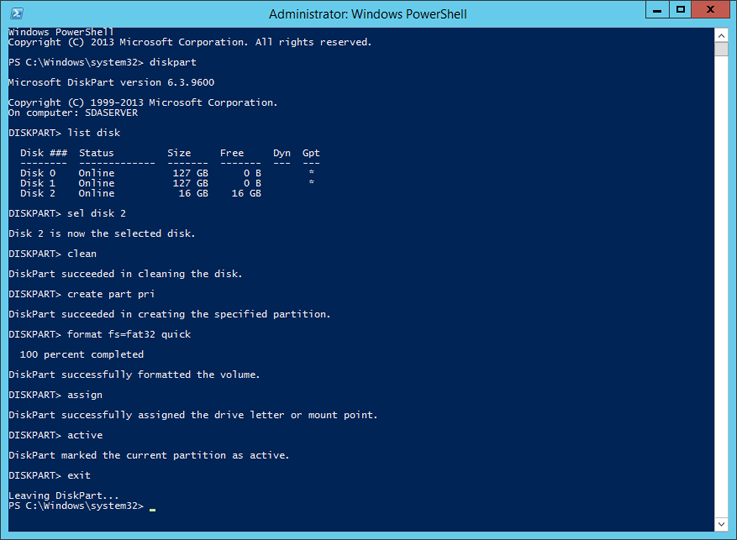 Administrator: Windows PowerShell
Windows PowerShell
Copyright (C) 2013 Microsoft Corporation. All rights reserved.
PS C:\Windows\system32> diskpart
Microsoft DiskPart version 6.3.9600
Copyright (C) 1999-2013 Microsoft Corporation.
On computer: SDASERVER
DISKPART> list disk
  Disk ###  Status         Size     Free     Dyn  Gpt
  --------  -------------  -------  -------  ---  ---
  Disk 0    Online          127 GB      0 B        *
  Disk 1    Online          127 GB      0 B        *
  Disk 2    Online           16 GB    16 GB
DISKPART> sel disk 2
Disk 2 is now the selected disk.
DISKPART> clean
DiskPart succeeded in cleaning the disk.
DISKPART> create part pri
DiskPart succeeded in creating the specified partition.
DISKPART> format fs=fat32 quick
  100 percent completed
DiskPart successfully formatted the volume.
DISKPART> assign
DiskPart successfully assigned the drive letter or mount point.
DISKPART> active
DiskPart marked the current partition as active.
DISKPART> exit
Leaving DiskPart...
PS C:\Windows\system32> _